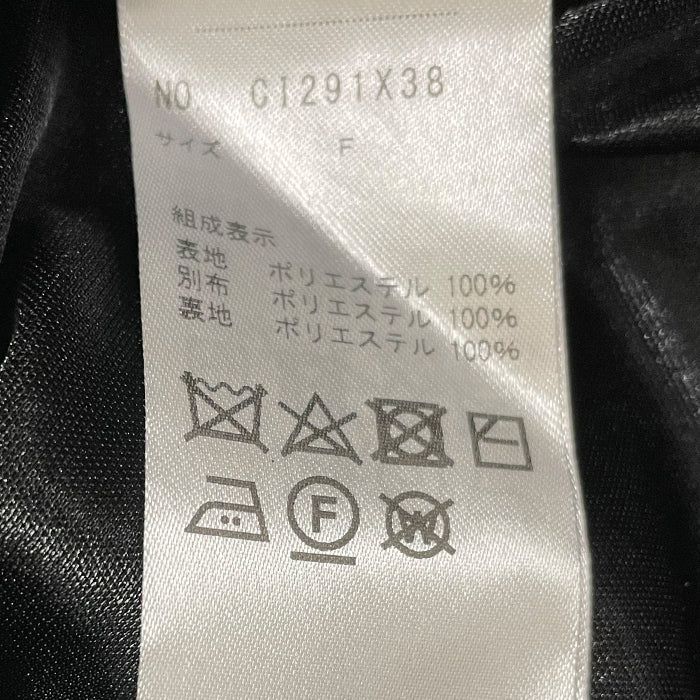 NO. CI291X38
サイズ F
組成表示
表地 ポリエステル 100%
別布 ポリエステル 100%
裏地 ポリエステル 100%
F W